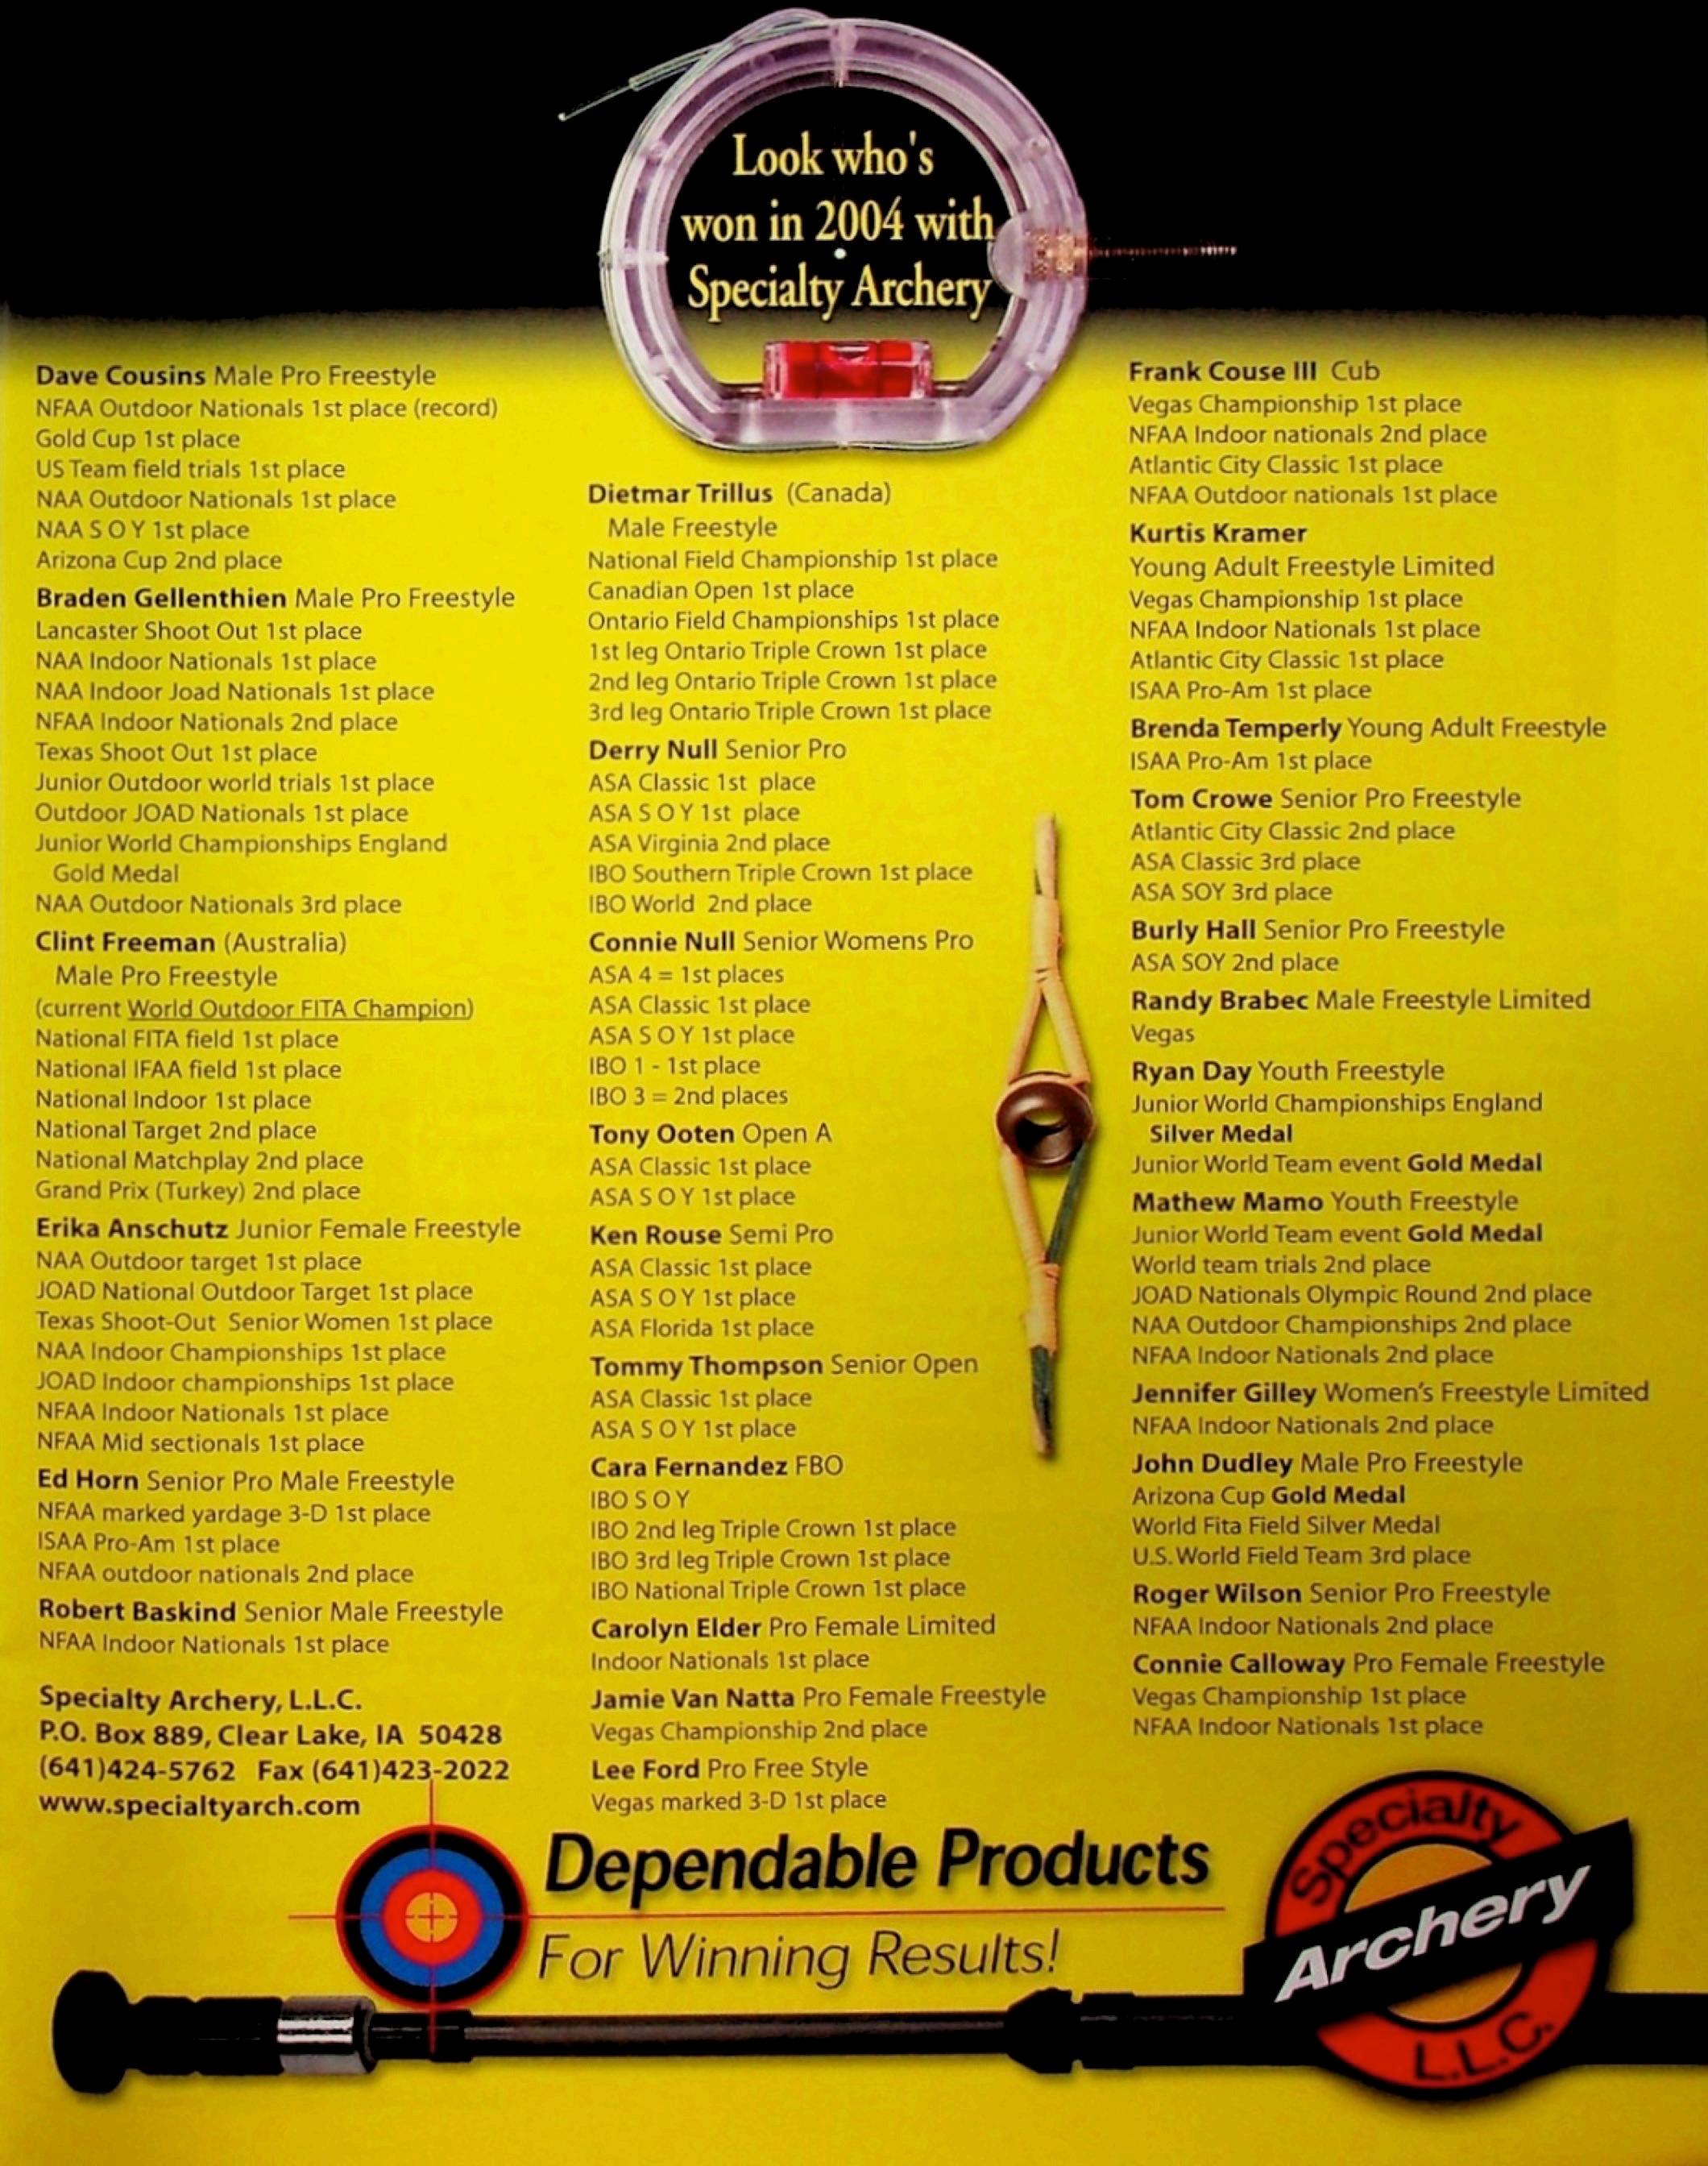 Look who's
won in 2004 with
Specialty Archery
Dave Cousins Male Pro Freestyle
NFAA Outdoor Nationals 1st place (record)
Gold Cup 1st place
US Team field trials 1st place
NAA Outdoor Nationals 1st place
NAA S O Y 1st place
Arizona Cup 2nd place
Braden Gellenthien Male Pro Freestyle
Lancaster Shoot Out 1st place
NAA Indoor Nationals 1st place
NAA Indoor Joad Nationals 1st place
NFAA Indoor Nationals 2nd place
Texas Shoot Out 1st place
Junior Outdoor world trials 1st place
Outdoor JOAD Nationals 1st place
Junior World Championships England
Gold Medal
NAA Outdoor Nationals 3rd place
Clint Freeman (Australia)
Male Pro Freestyle
(current World Outdoor FITA Champion)
National FITA field 1st place
National IFAA field 1st place
National Indoor 1st place
National Target 2nd place
National Matchplay 2nd place
Grand Prix (Turkey) 2nd place
Erika Anschutz Junior Female Freestyle
NAA Outdoor target 1st place
JOAD National Outdoor Target 1st place
Texas Shoot-Out Senior Women 1st place
NAA Indoor Championships 1st place
JOAD Indoor championships 1st place
NFAA Indoor Nationals 1st place
NFAA Mid sectionals 1st place
Ed Horn Senior Pro Male Freestyle
NFAA marked yardage 3-D 1st place
ISAA Pro-Am 1st place
NFAA outdoor nationals 2nd place
Robert Baskind Senior Male Freestyle
NFAA Indoor Nationals 1st place
Specialty Archery, L.L.C.
P.O. Box 889, Clear Lake, IA 50428
(641)424-5762 Fax (641)423-2022
www.specialtyarch.com
Dietmar Trillus (Canada)
Male Freestyle
National Field Championship 1st place
Canadian Open 1st place
Ontario Field Championships 1st place
1st leg Ontario Triple Crown 1st place
2nd leg Ontario Triple Crown 1st place
3rd leg Ontario Triple Crown 1st place
Derry Null Senior Pro
ASA Classic 1st place
ASA S O Y 1st place
ASA Virginia 2nd place
IBO Southern Triple Crown 1st place
IBO World 2nd place
Connie Null Senior Womens Pro
ASA 4 = 1st places
ASA Classic 1st place
ASA S O Y 1st place
IBO 1 - 1st place
IBO 3 = 2nd places
Tony Ooten Open A
ASA Classic 1st place
ASA S O Y 1st place
Ken Rouse Semi Pro
ASA Classic 1st place
ASA S O Y 1st place
ASA Florida 1st place
Tommy Thompson Senior Open
ASA Classic 1st place
ASA S O Y 1st place
Cara Fernandez FBO
IBO S O Y
IBO 2nd leg Triple Crown 1st place
IBO 3rd leg Triple Crown 1st place
IBO National Triple Crown 1st place
Carolyn Elder Pro Female Limited
Indoor Nationals 1st place
Jamie Van Natta Pro Female Freestyle
Vegas Championship 2nd place
Lee Ford Pro Free Style
Vegas marked 3-D 1st place
Frank Couse III Cub
Vegas Championship 1st place
NFAA Indoor nationals 2nd place
Atlantic City Classic 1st place
NFAA Outdoor nationals 1st place
Kurtis Kramer
Young Adult Freestyle Limited
Vegas Championship 1st place
NFAA Indoor Nationals 1st place
Atlantic City Classic 1st place
ISAA Pro-Am 1st place
Brenda Temperly Young Adult Freestyle
ISAA Pro-Am 1st place
Tom Crowe Senior Pro Freestyle
Atlantic City Classic 2nd place
ASA Classic 3rd place
ASA SOY 3rd place
Burly Hall Senior Pro Freestyle
ASA SOY 2nd place
Randy Brabec Male Freestyle Limited
Vegas
Ryan Day Youth Freestyle
Junior World Championships England
Silver Medal
Junior World Team event Gold Medal
Mathew Mamo Youth Freestyle
Junior World Team event Gold Medal
World team trials 2nd place
JOAD Nationals Olympic Round 2nd place
NAA Outdoor Championships 2nd place
NFAA Indoor Nationals 2nd place
Jennifer Gilley Women's Freestyle Limited
NFAA Indoor Nationals 2nd place
John Dudley Male Pro Freestyle
Arizona Cup Gold Medal
World Fita Field Silver Medal
U.S. World Field Team 3rd place
Roger Wilson Senior Pro Freestyle
NFAA Indoor Nationals 2nd place
Connie Calloway Pro Female Freestyle
Vegas Championship 1st place
NFAA Indoor Nationals 1st place
Dependable Products
For Winning Results!
Specialty
Archery
L.L.C.